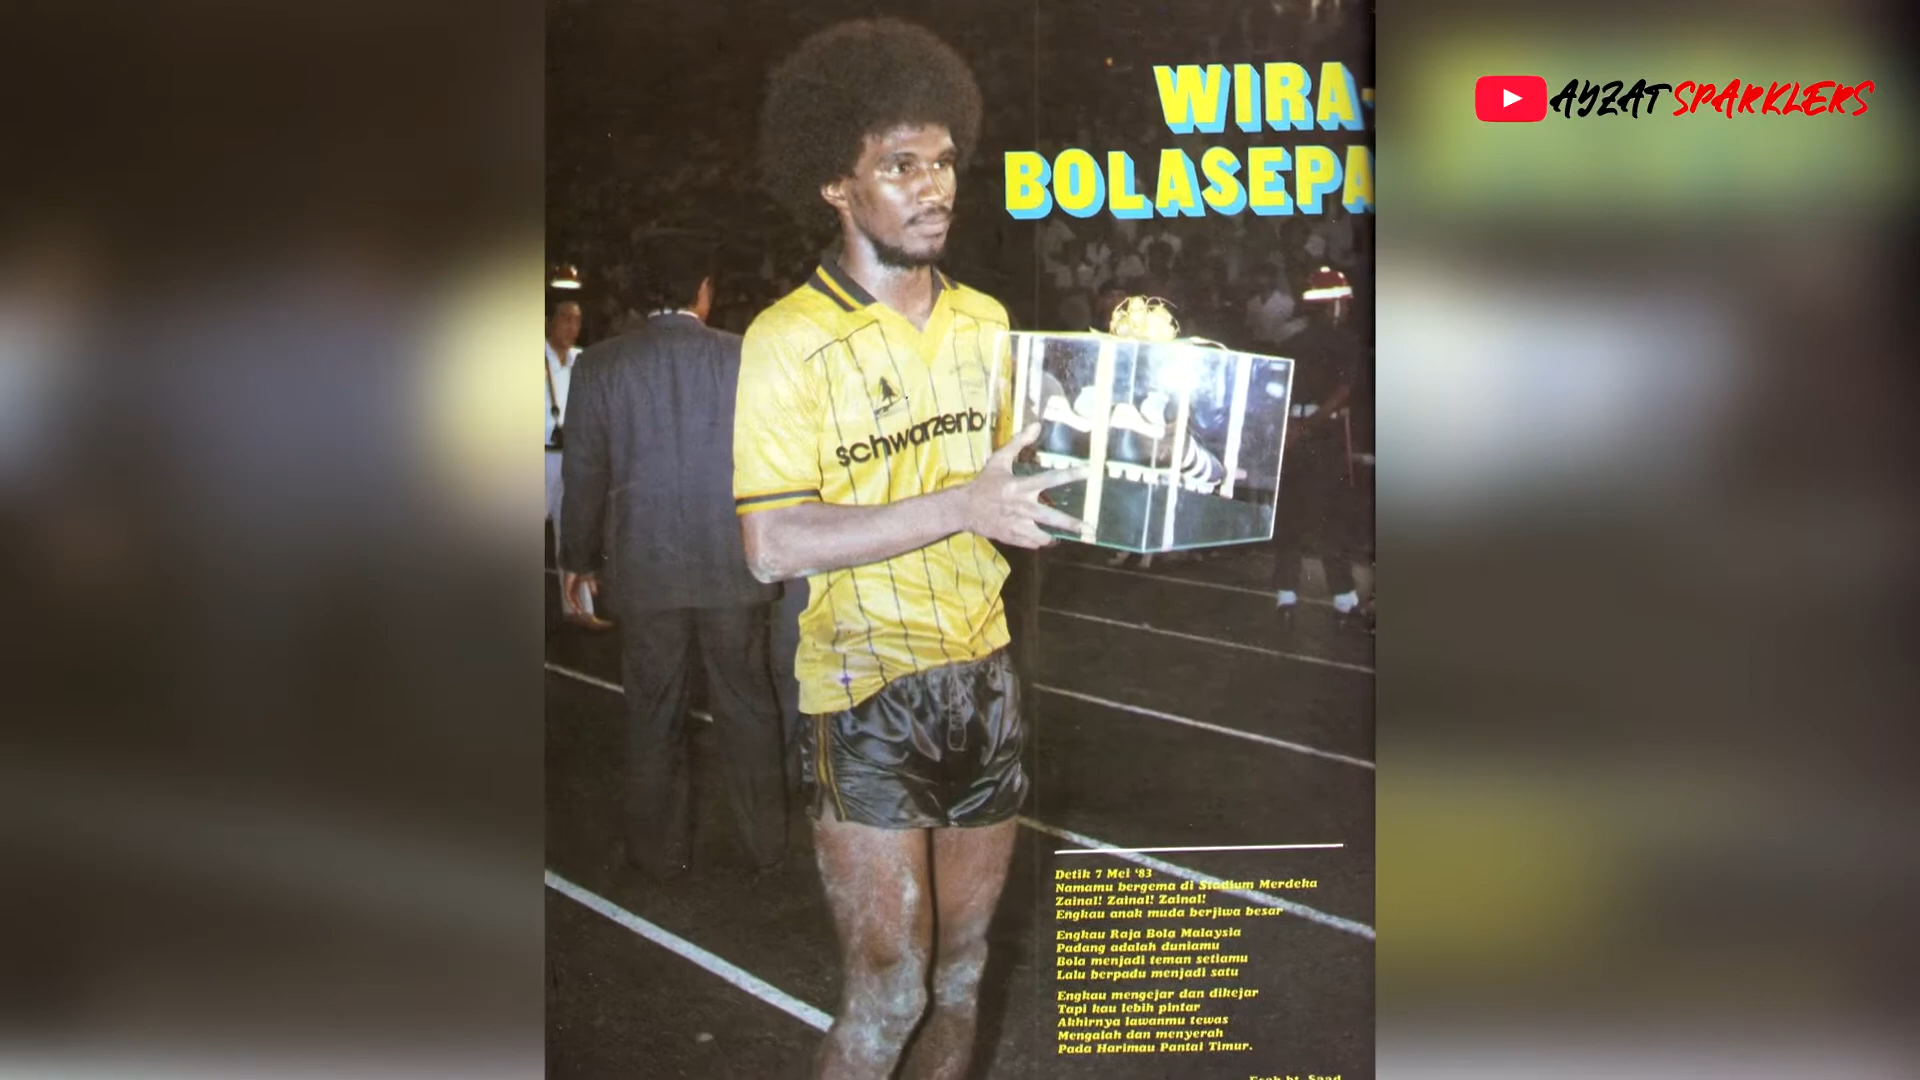 WIRA
BOLASEPA
AYZAT SPARKLERS
schwarzenb
Detik 7 Mei '83
Namamu bergema di Stadium Merdeka
Zainal! Zainal! Zainal!
Engkau anak muda berjiwa besar
Engkau Raja Bola Malaysia
Padang adalah duniamu
Bola menjadi teman setiamu
Lalu berpadu menjadi satu
Engkau mengejar dan dikejar
Tapi kau lebih pintar
Akhirnya lawanmu tewas
Mengalah dan menyerah
Pada Harimau Pantai Timur.
bt. Saad